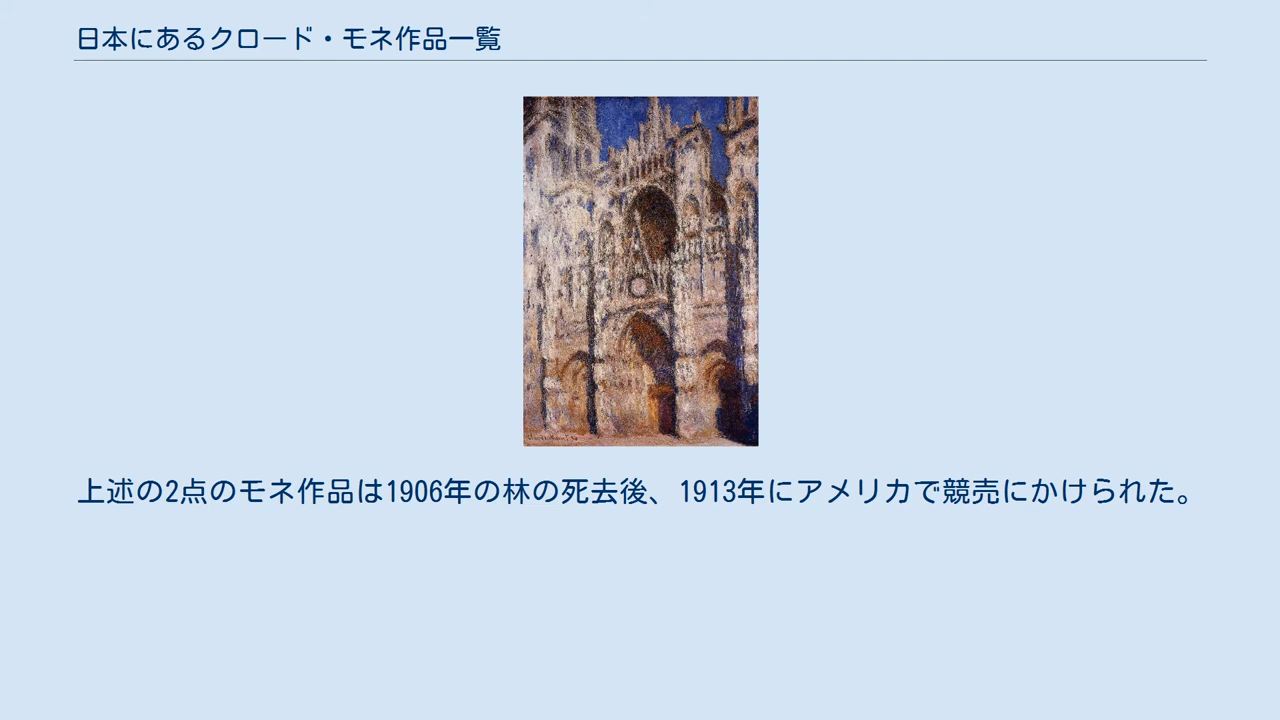 日本にあるクロード・モネ作品一覧
上述の2点のモネ作品は1906年の林の死去後、1913年にアメリカで競売にかけられた。